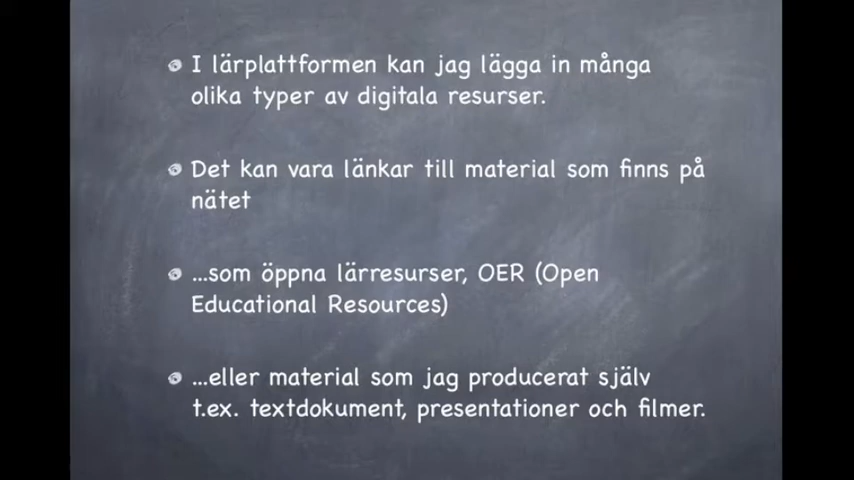 I lärplattformen kan jag lägga in många
olika typer av digitala resurser.
Det kan vara länkar till material som finns på
nätet
...som öppna lärresurser, OER (Open
Educational Resources)
...eller material som jag producerat själv
t.ex. textdokument, presentationer och filmer.